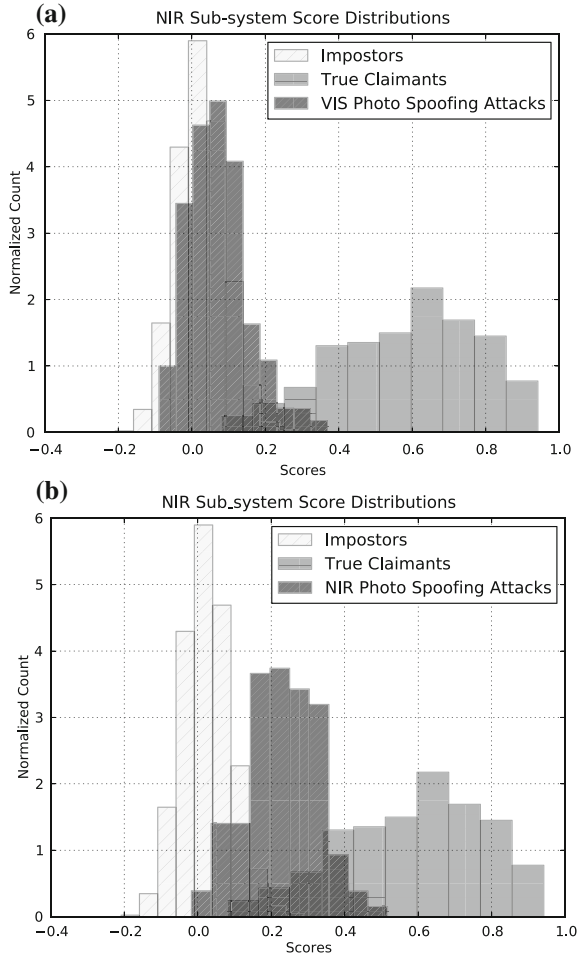 (a)
NIR Sub-system Score Distributions
6
5
4
3
2
1
0
Normalized Count
Impostors
True Claimants
VIS Photo Spoofing Attacks
−0.4 −0.2 0.0 0.2 0.4 0.6 0.8 1.0
Scores
(b)
NIR Sub-system Score Distributions
6
5
4
3
2
1
0
Normalized Count
Impostors
True Claimants
NIR Photo Spoofing Attacks
−0.4 −0.2 0.0 0.2 0.4 0.6 0.8 1.0
Scores